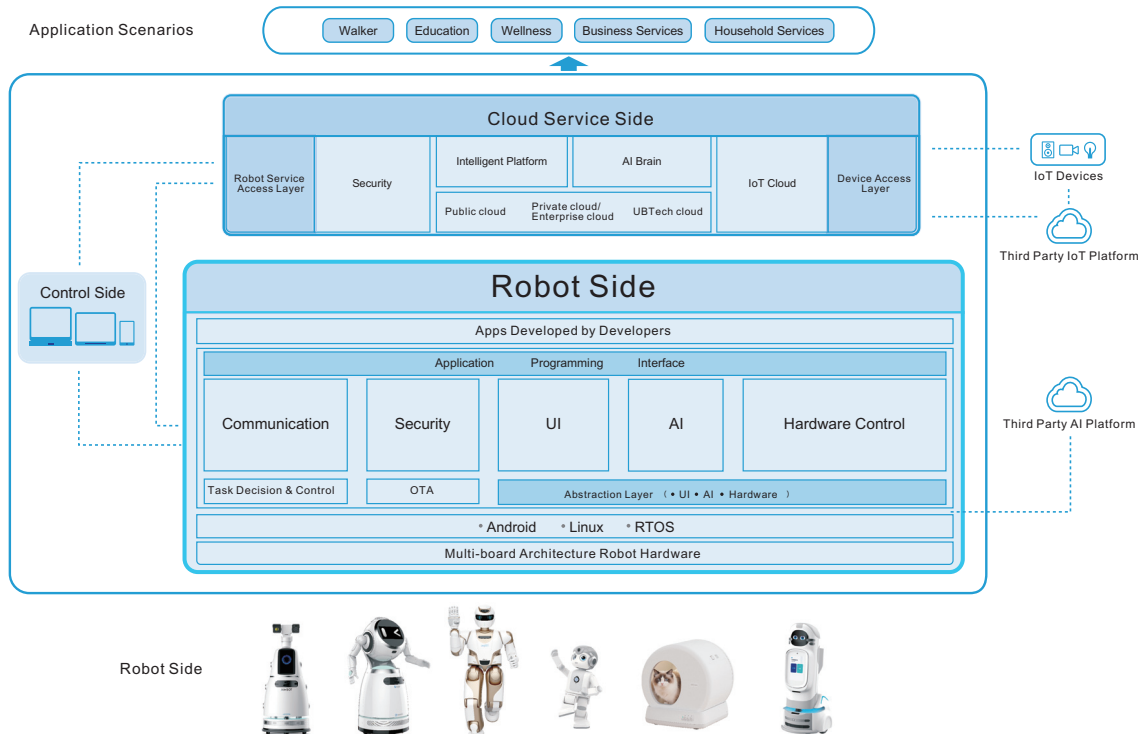 Application Scenarios
Walker
Education
Wellness
Business Services
Household Services
Cloud Service Side
Robot Service
Access Layer
Security
Intelligent Platform
AI Brain
Public cloud
Private cloud/
Enterprise cloud
UBTech cloud
IoT Cloud
Device Access
Layer
IoT Devices
Third Party IoT Platform
Control Side
Robot Side
Apps Developed by Developers
Application Programming Interface
Communication
Security
UI
AI
Hardware Control
Task Decision & Control
OTA
Abstraction Layer ( • UI • AI • Hardware )
• Android • Linux • RTOS
Multi-board Architecture Robot Hardware
Third Party AI Platform
Robot Side